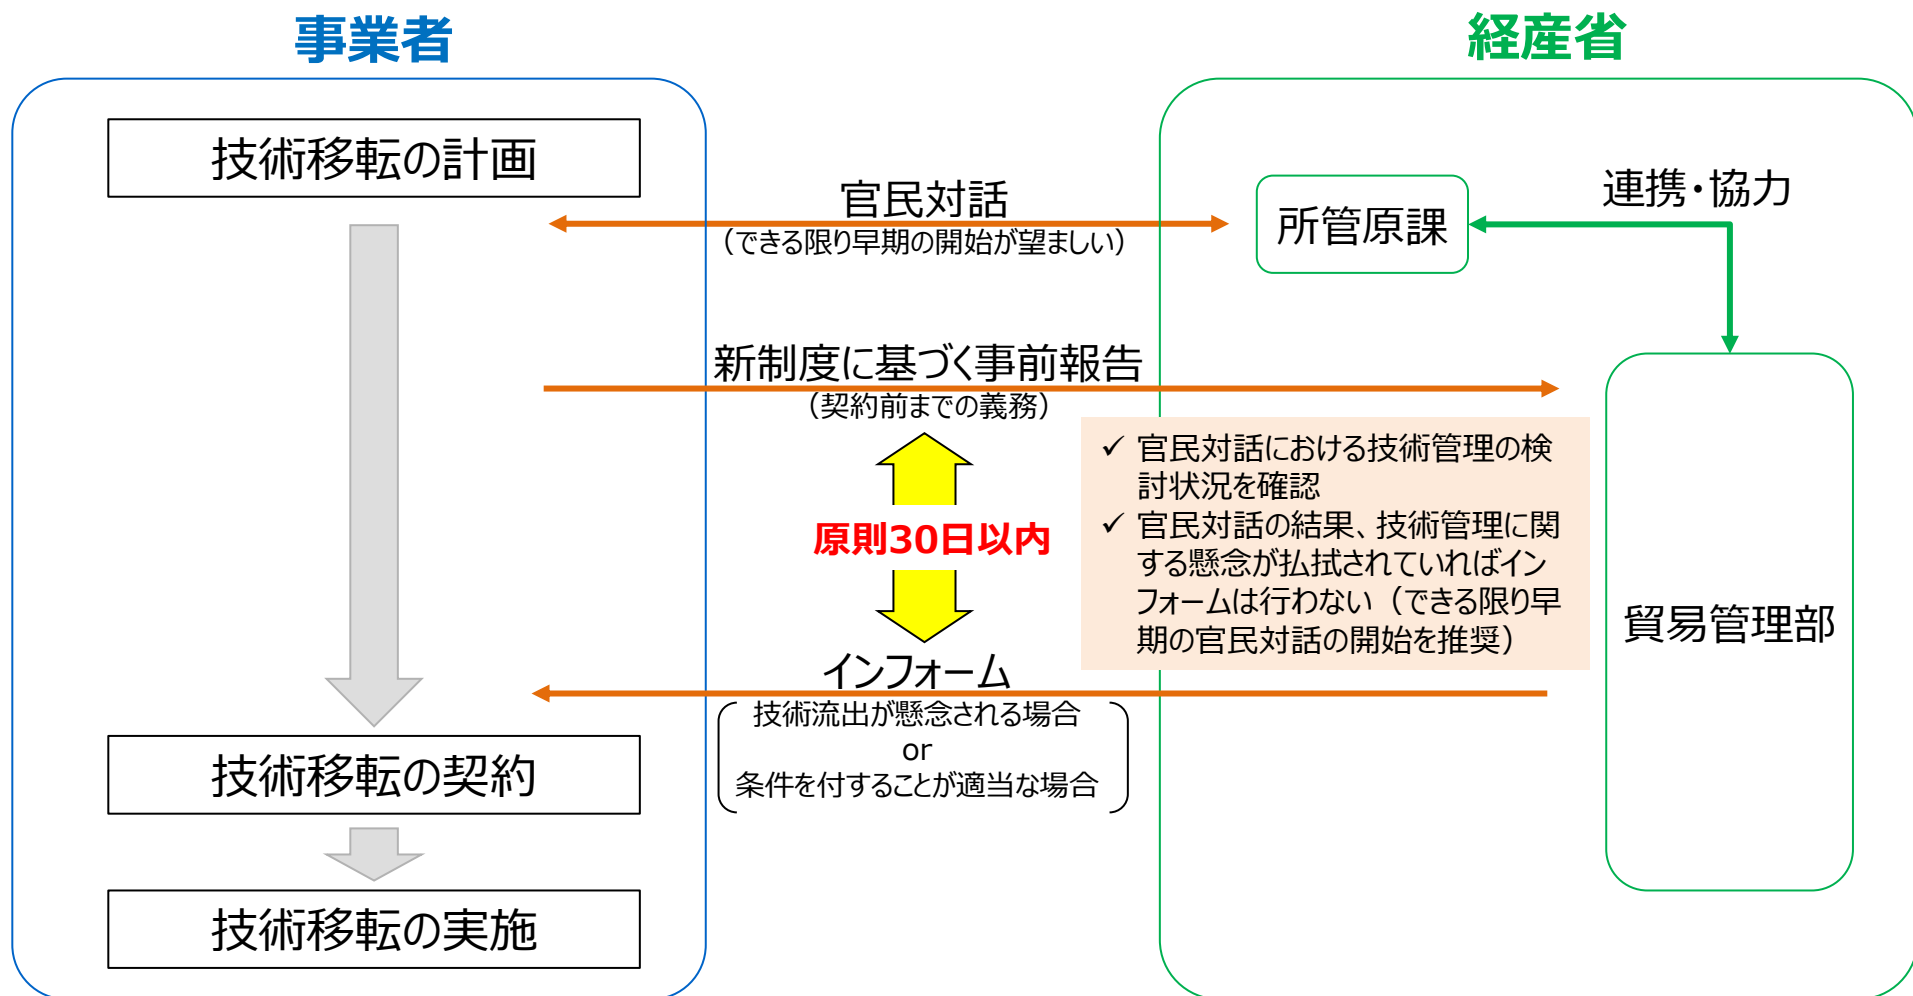 事業者
経産省
技術移転の計画
官民対話
（できる限り早期の開始が望ましい）
所管原課
連携・協力
新制度に基づく事前報告
（契約前までの義務）
原則30日以内
✓ 官民対話における技術管理の検
討状況を確認
✓ 官民対話の結果、技術管理に関
する懸念が払拭されていればイン
フォームは行わない（できる限り早
期の官民対話の開始を推奨）
貿易管理部
インフォーム
技術流出が懸念される場合
or
条件を付することが適当な場合
技術移転の契約
技術移転の実施